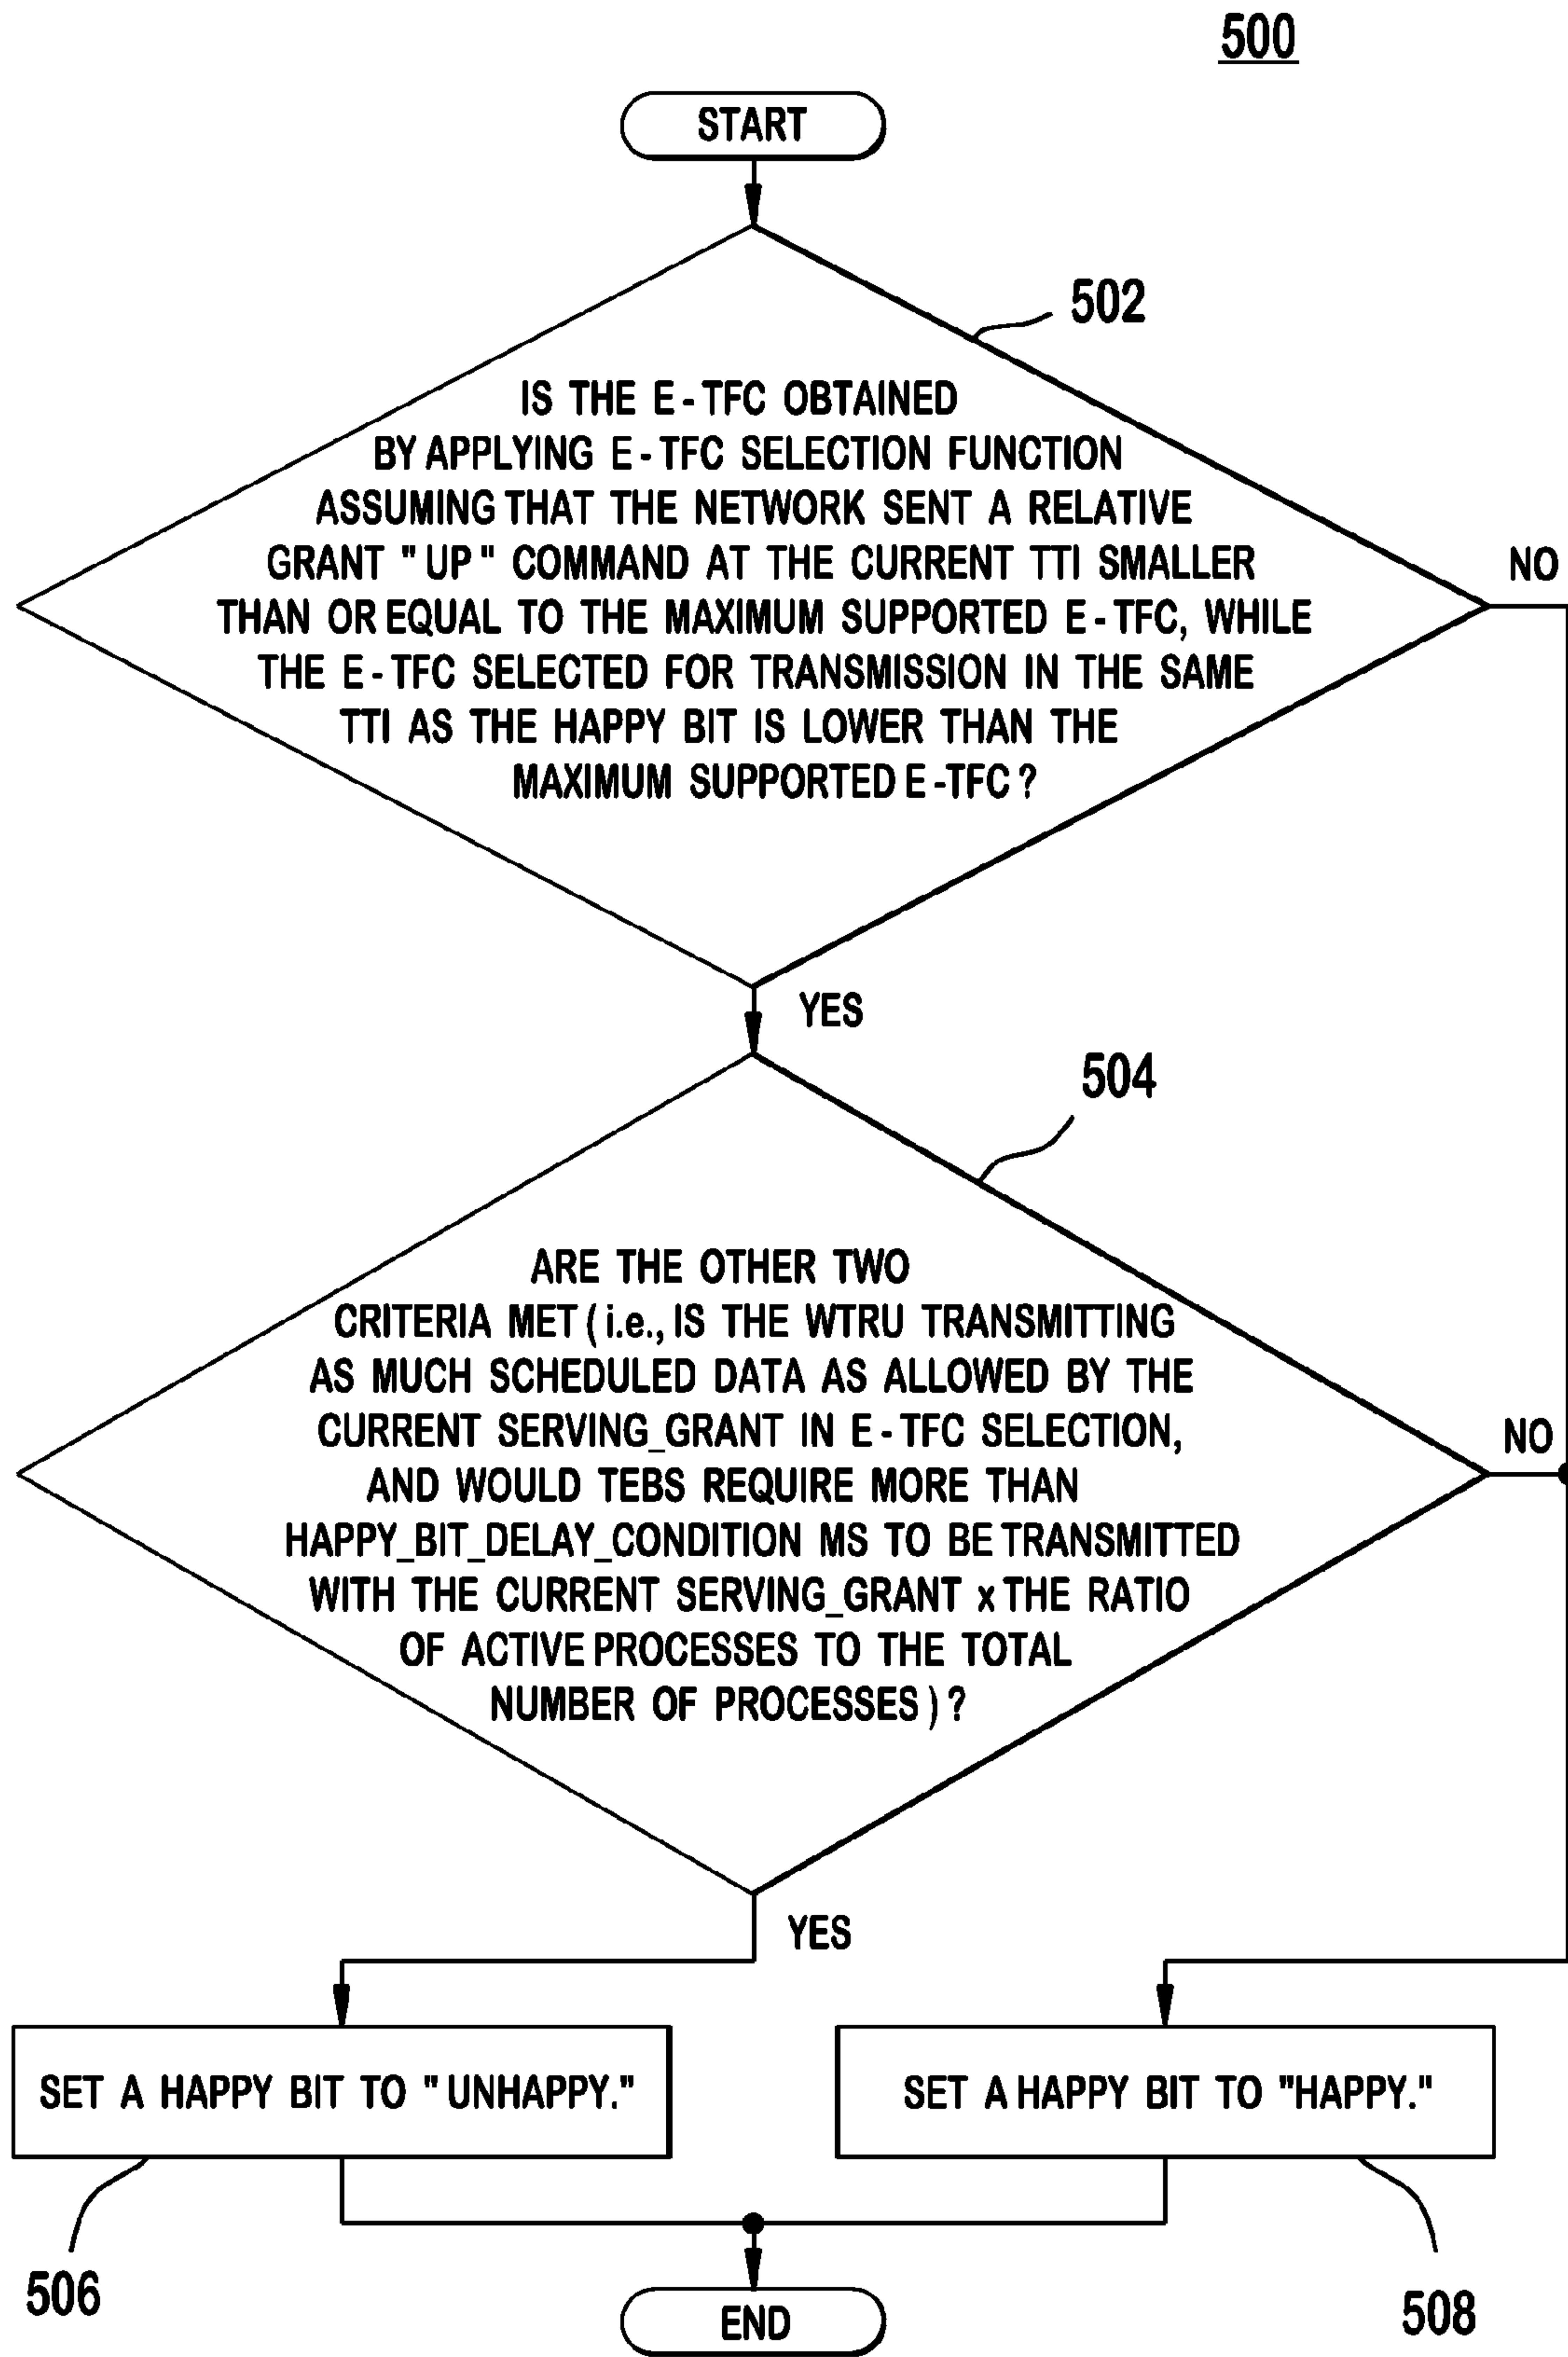 500
START
502
IS THE E-TFC OBTAINED
BY APPLYING E-TFC SELECTION FUNCTION
ASSUMING THAT THE NETWORK SENT A RELATIVE
GRANT "UP" COMMAND AT THE CURRENT TTI SMALLER
THAN OR EQUAL TO THE MAXIMUM SUPPORTED E-TFC, WHILE
THE E-TFC SELECTED FOR TRANSMISSION IN THE SAME
TTI AS THE HAPPY BIT IS LOWER THAN THE
MAXIMUM SUPPORTED E-TFC?
NO
YES
504
ARE THE OTHER TWO
CRITERIA MET (i.e., IS THE WTRU TRANSMITTING
AS MUCH SCHEDULED DATA AS ALLOWED BY THE
CURRENT SERVING_GRANT IN E-TFC SELECTION,
AND WOULD TEBS REQUIRE MORE THAN
HAPPY_BIT_DELAY_CONDITION MS TO BE TRANSMITTED
WITH THE CURRENT SERVING_GRANT x THE RATIO
OF ACTIVE PROCESSES TO THE TOTAL
NUMBER OF PROCESSES)?
NO
YES
SET A HAPPY BIT TO "UNHAPPY."
SET A HAPPY BIT TO "HAPPY."
506
508
END